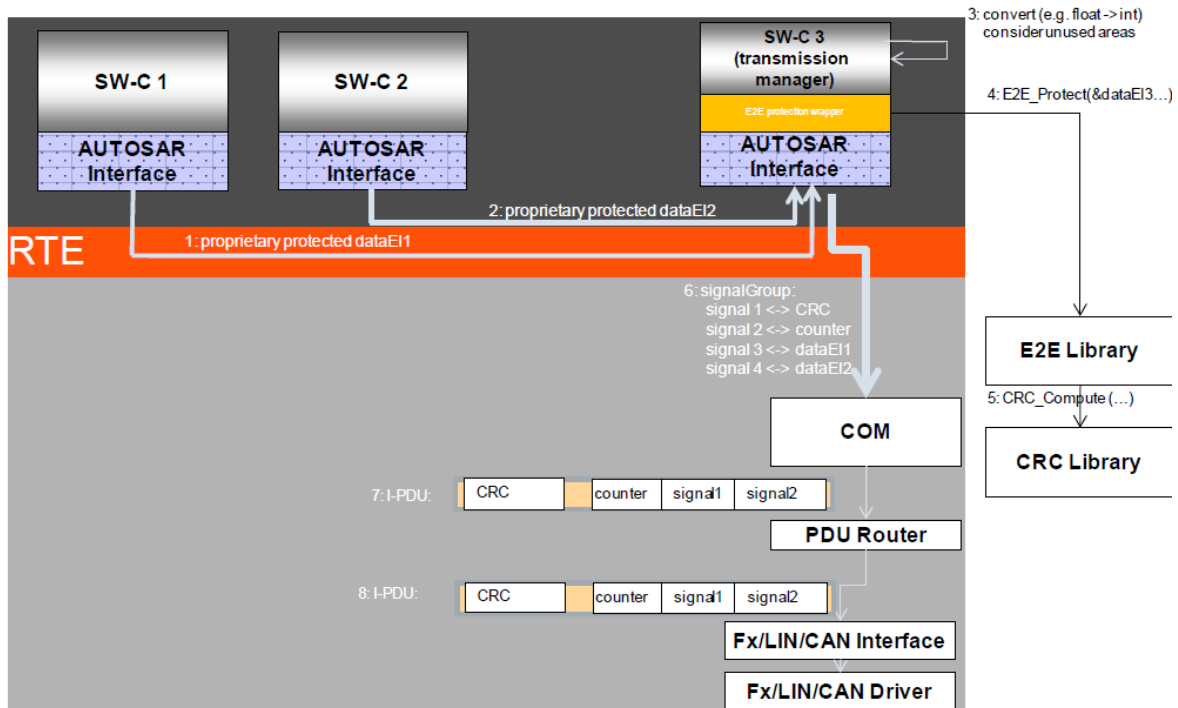 3: convert (e.g. float->int)
consider unused areas
SW-C 1
AUTOSAR
Interface
SW-C 2
AUTOSAR
Interface
SW-C 3
(transmission
manager)
E2E protection wrapper
AUTOSAR
Interface
4: E2E_Protect(&dataEl3...)
2: proprietary protected dataEl2
1: proprietary protected dataEl1
RTE
6: signalGroup:
signal 1 <-> CRC
signal 2 <-> counter
signal 3 <-> dataEl1
signal 4 <-> dataEl2
E2E Library
5: CRC_Compute (...)
CRC Library
COM
7: I-PDU:
CRC
counter
signal1
signal2
PDU Router
8: I-PDU:
CRC
counter
signal1
signal2
Fx/LIN/CAN Interface
Fx/LIN/CAN Driver